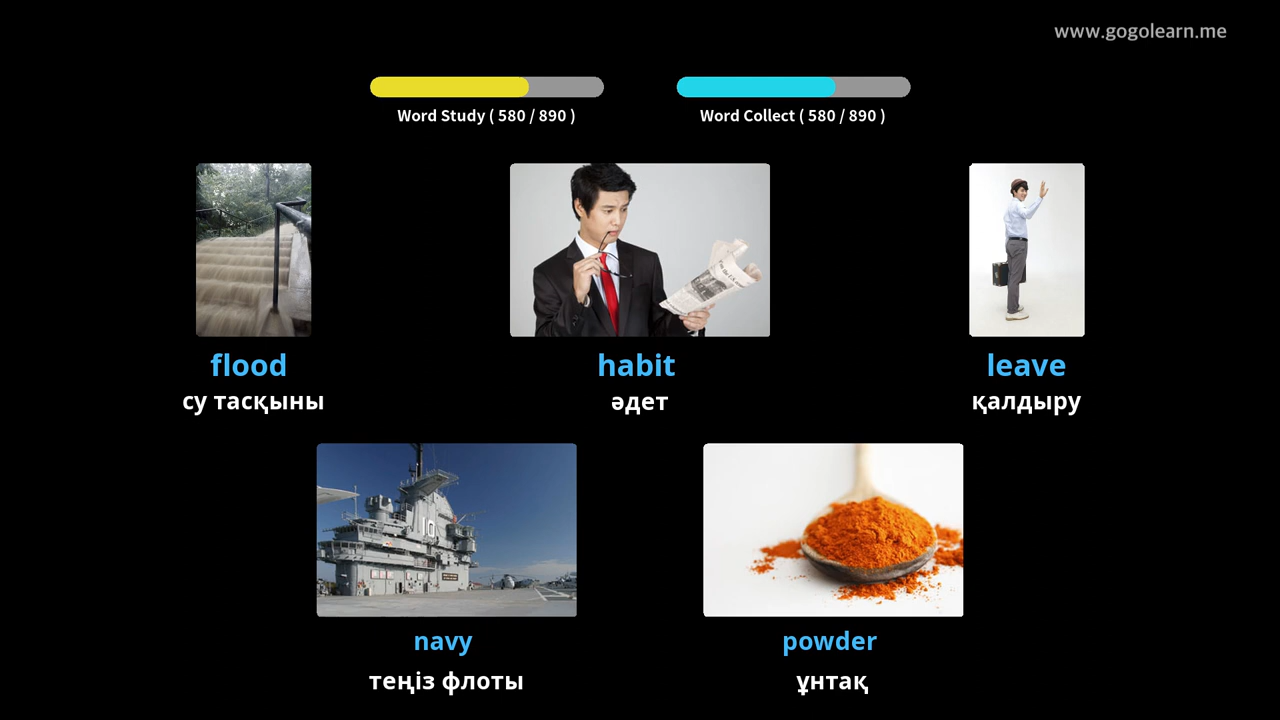 www.gogolearn.me
Word Study ( 580 / 890 )
Word Collect ( 580 / 890 )
flood
су тасқыны
habit
әдет
leave
қалдыру
10
navy
теңіз флоты
powder
ұнтақ